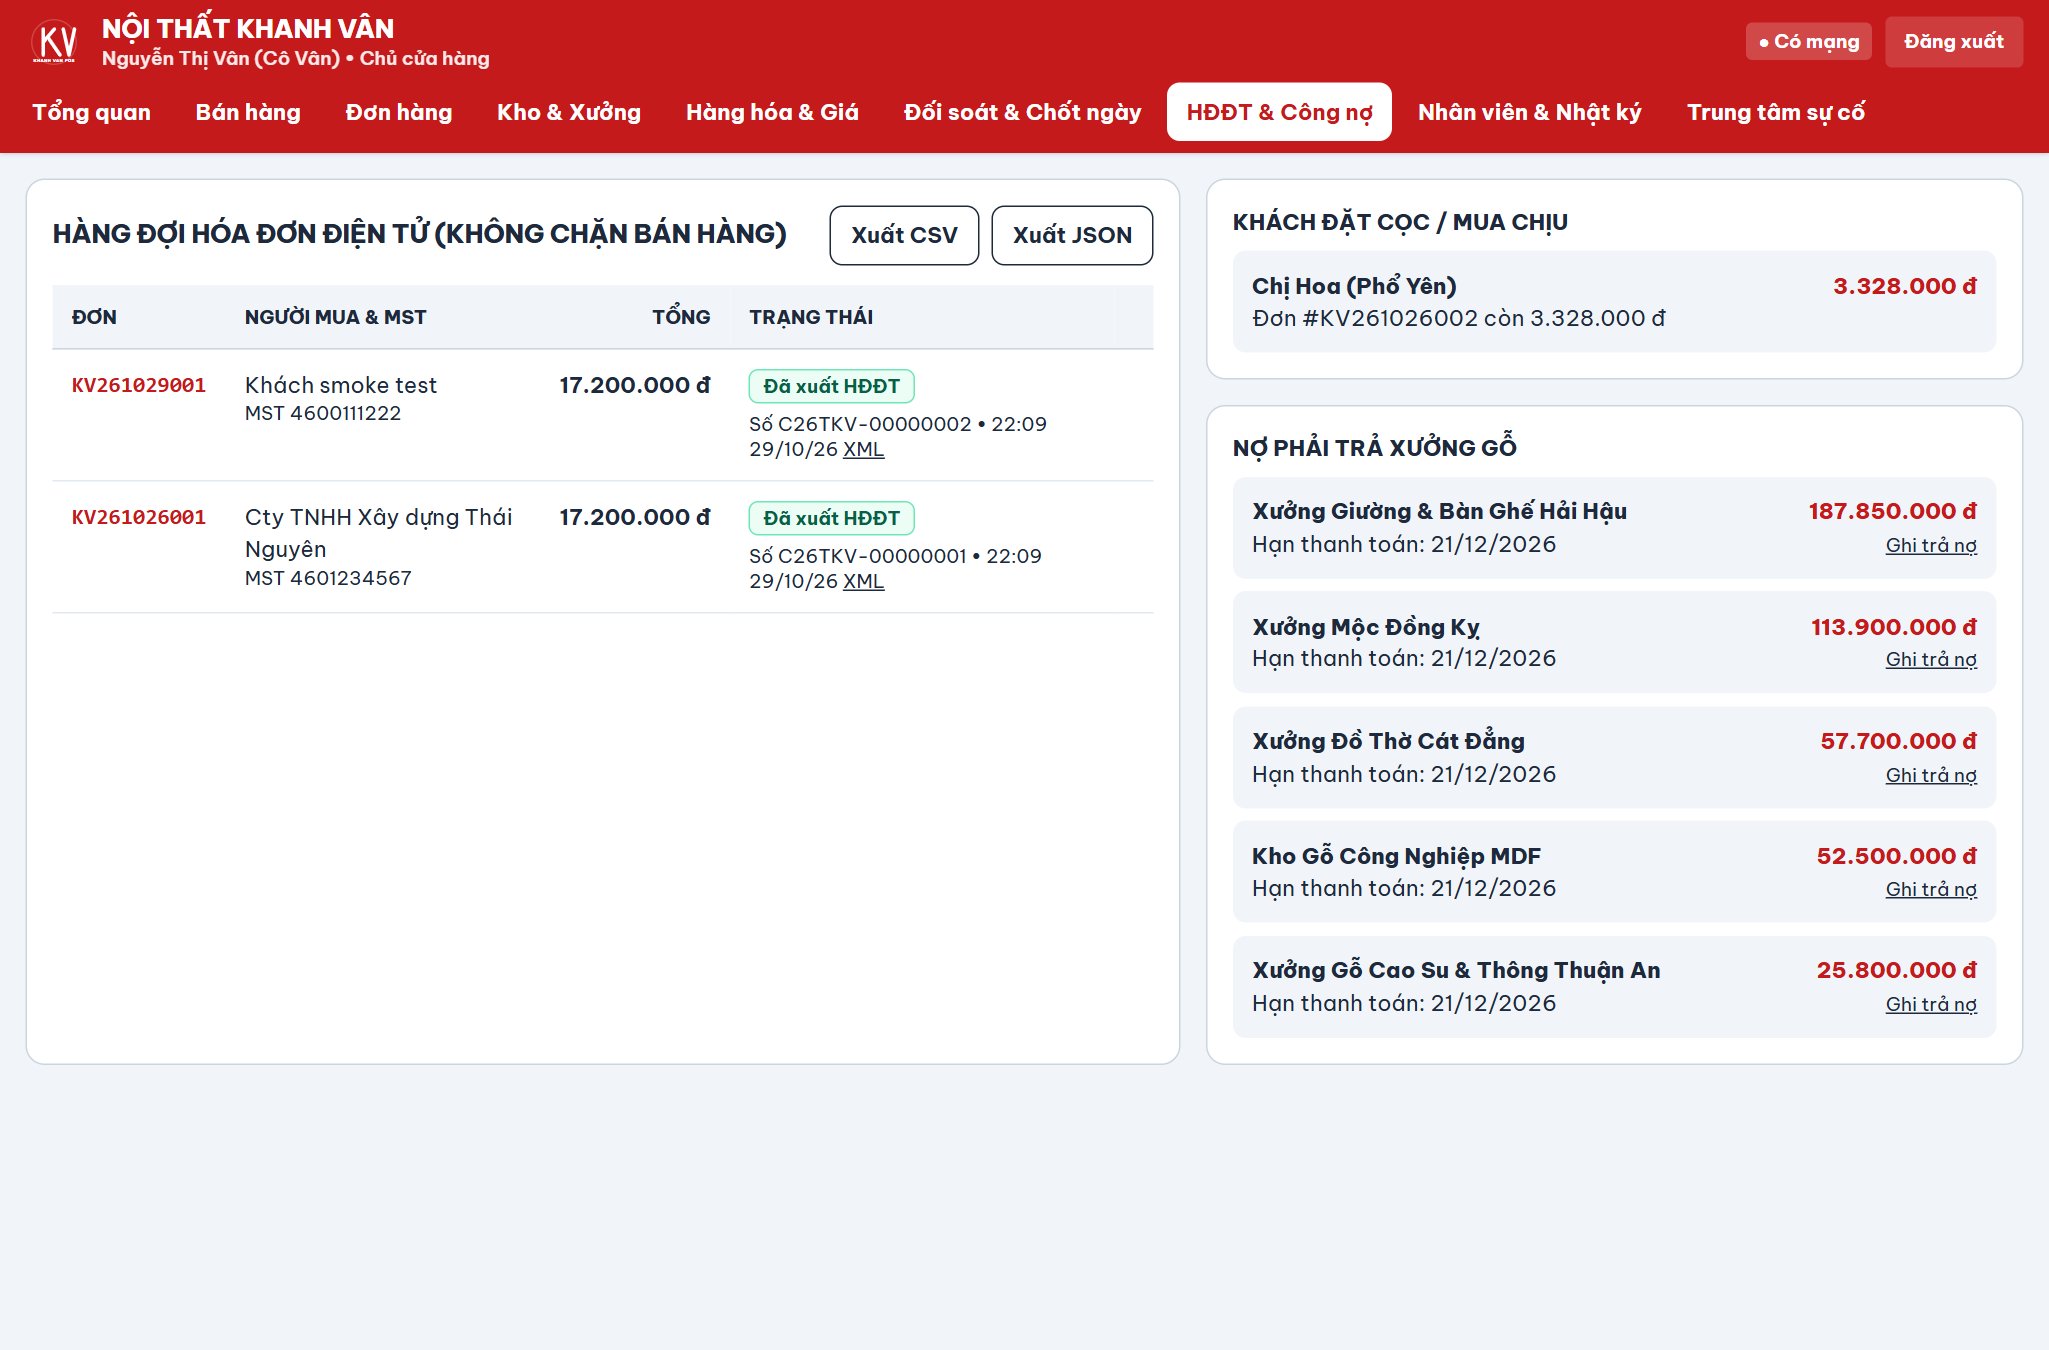 KV
KHANH VAN POS
NỘI THẤT KHANH VÂN
Nguyễn Thị Vân (Cô Vân) • Chủ cửa hàng
● Có mạng
Đăng xuất
Tổng quan
Bán hàng
Đơn hàng
Kho & Xưởng
Hàng hóa & Giá
Đối soát & Chốt ngày
HĐĐT & Công nợ
Nhân viên & Nhật ký
Trung tâm sự cố
HÀNG ĐỢI HÓA ĐƠN ĐIỆN TỬ (KHÔNG CHẶN BÁN HÀNG)
Xuất CSV
Xuất JSON
ĐƠN
NGƯỜI MUA & MST
TỔNG
TRẠNG THÁI
KV261029001
Khách smoke test
MST 4600111222
17.200.000 đ
Đã xuất HĐĐT
Số C26TKV-00000002 • 22:09
29/10/26 XML
KV261026001
Cty TNHH Xây dựng Thái
Nguyên
MST 4601234567
17.200.000 đ
Đã xuất HĐĐT
Số C26TKV-00000001 • 22:09
29/10/26 XML
KHÁCH ĐẶT CỌC / MUA CHỊU
Chị Hoa (Phổ Yên)
3.328.000 đ
Đơn #KV261026002 còn 3.328.000 đ
NỢ PHẢI TRẢ XƯỞNG GỖ
Xưởng Giường & Bàn Ghế Hải Hậu
187.850.000 đ
Hạn thanh toán: 21/12/2026
Ghi trả nợ
Xưởng Mộc Đồng Kỵ
113.900.000 đ
Hạn thanh toán: 21/12/2026
Ghi trả nợ
Xưởng Đồ Thờ Cát Đằng
57.700.000 đ
Hạn thanh toán: 21/12/2026
Ghi trả nợ
Kho Gỗ Công Nghiệp MDF
52.500.000 đ
Hạn thanh toán: 21/12/2026
Ghi trả nợ
Xưởng Gỗ Cao Su & Thông Thuận An
25.800.000 đ
Hạn thanh toán: 21/12/2026
Ghi trả nợ